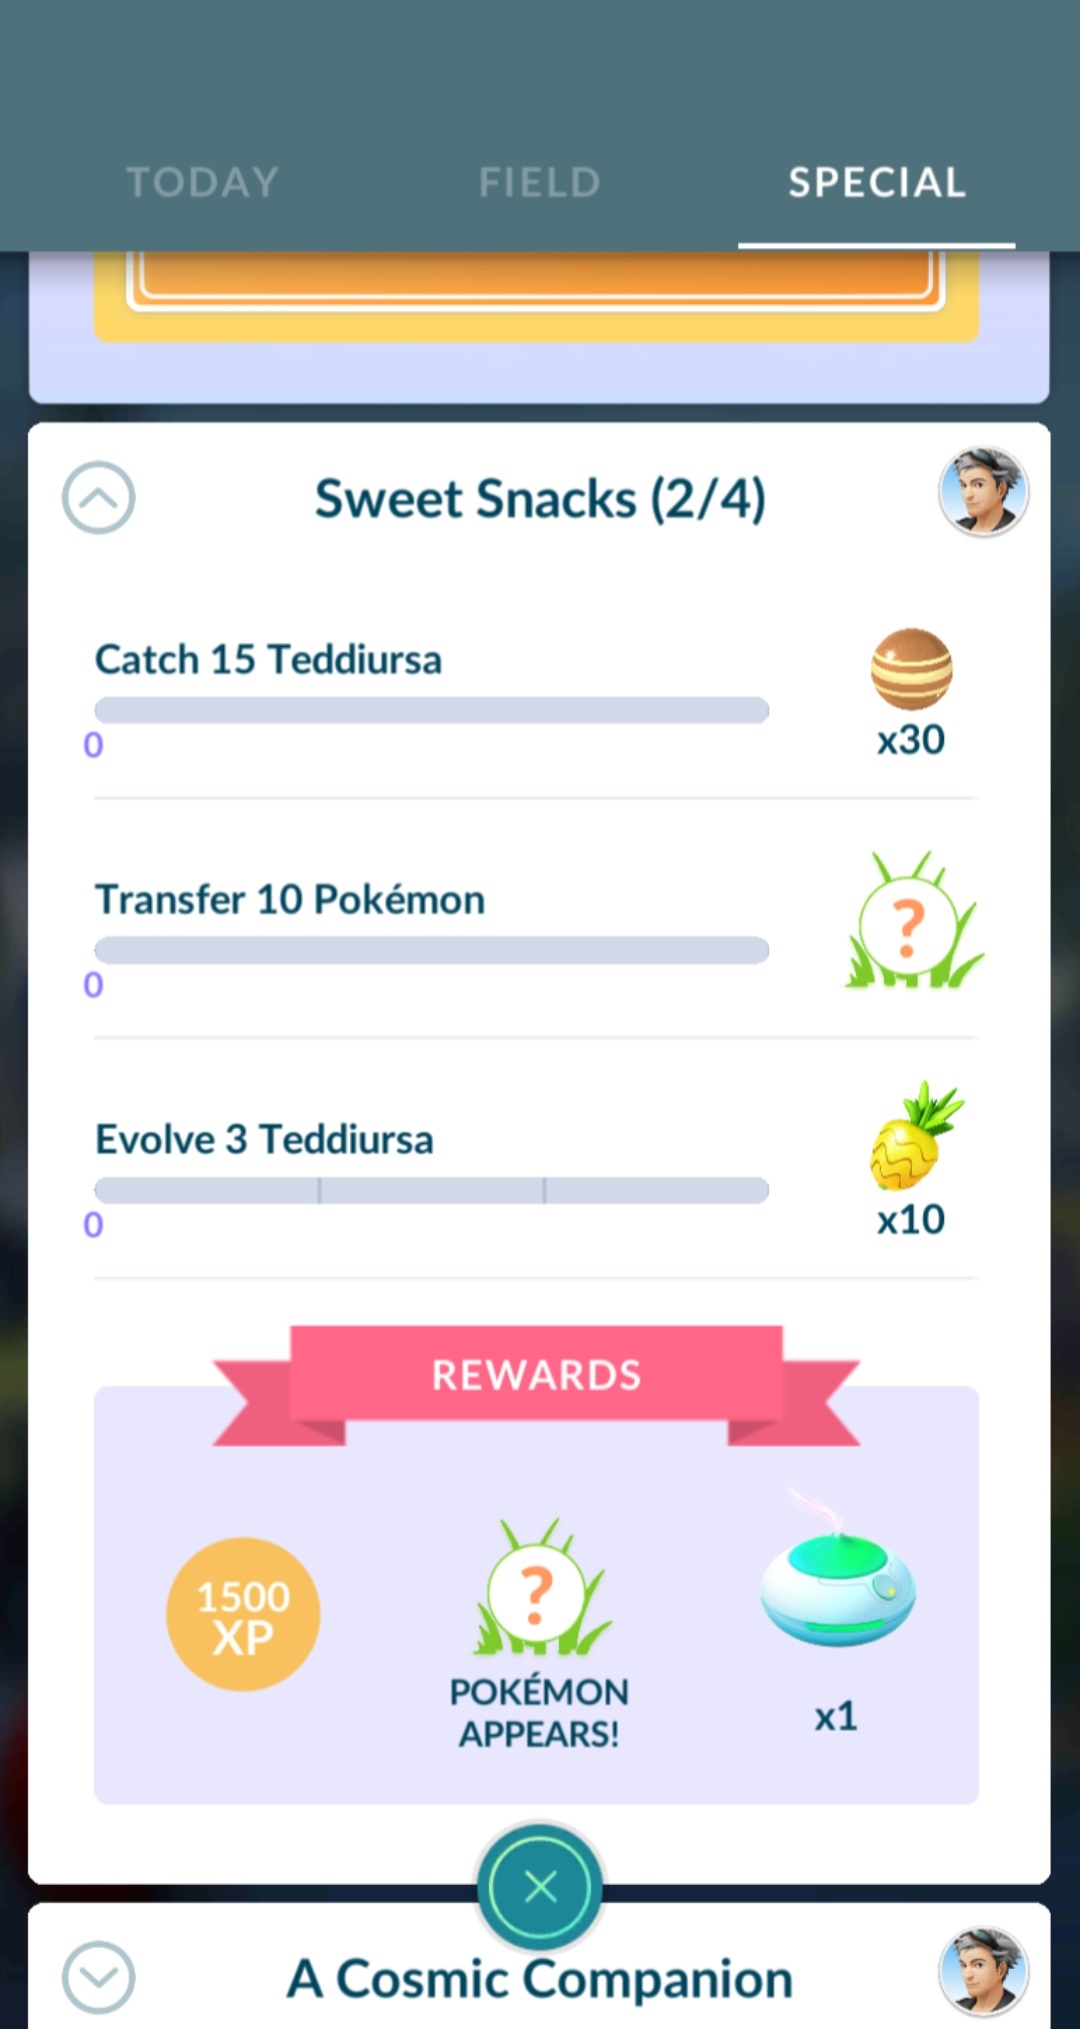 TODAY FIELD SPECIAL
Sweet Snacks (2/4)
Catch 15 Teddiursa
0
x30
Transfer 10 Pokémon
0
?
Evolve 3 Teddiursa
0
x10
REWARDS
1500
XP
?
POKÉMON
APPEARS!
x1
A Cosmic Companion